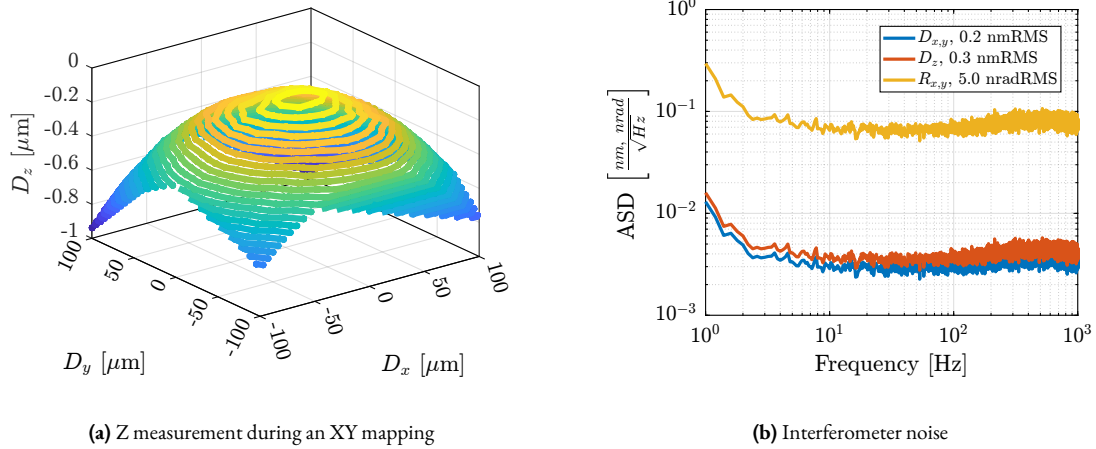 0
-0.2
-0.4
-0.6
-0.8
-1
D_z [μm]
100
50
0
-50
-100
D_y [μm]
-100
-50
0
50
100
D_x [μm]
(a) Z measurement during an XY mapping
10^0
10^-1
10^-2
10^-3
ASD [nm, nrad / √Hz]
D_{x,y}, 0.2 nmRMS
D_z, 0.3 nmRMS
R_{x,y}, 5.0 nradRMS
10^0 10^1 10^2 10^3
Frequency [Hz]
(b) Interferometer noise